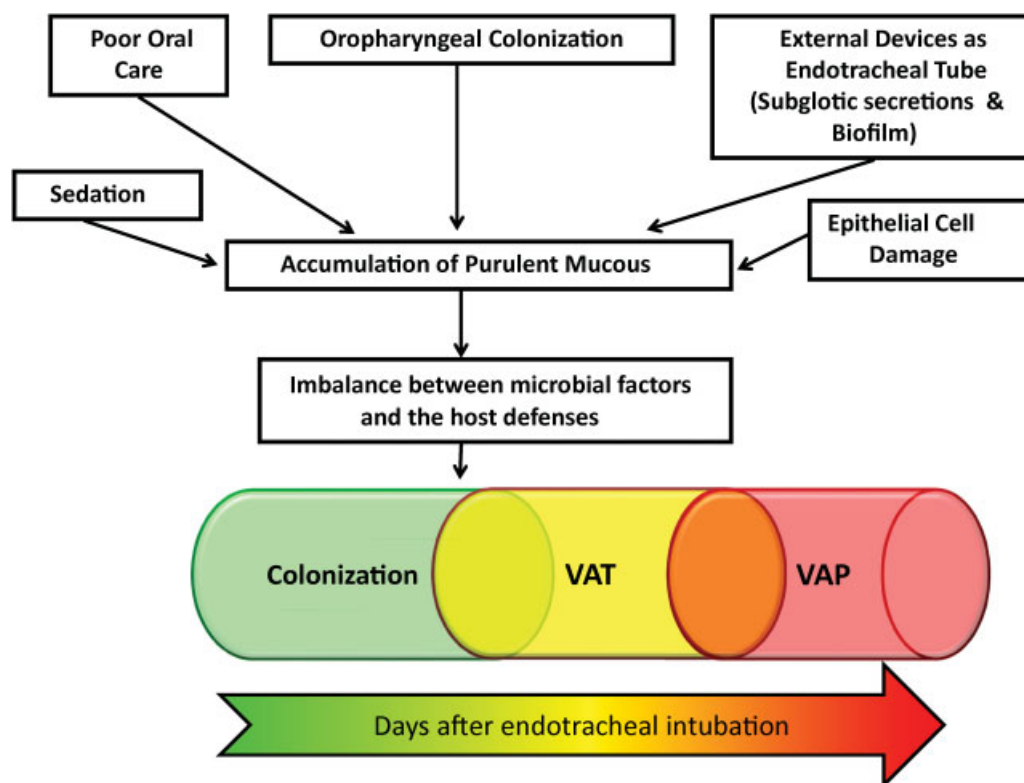 Poor Oral
Care
Oropharyngeal Colonization
External Devices as
Endotracheal Tube
(Subglotic secretions &
Biofilm)
Sedation
Epithelial Cell
Damage
Accumulation of Purulent Mucous
Imbalance between microbial factors
and the host defenses
Colonization
VAT
VAP
Days after endotracheal intubation